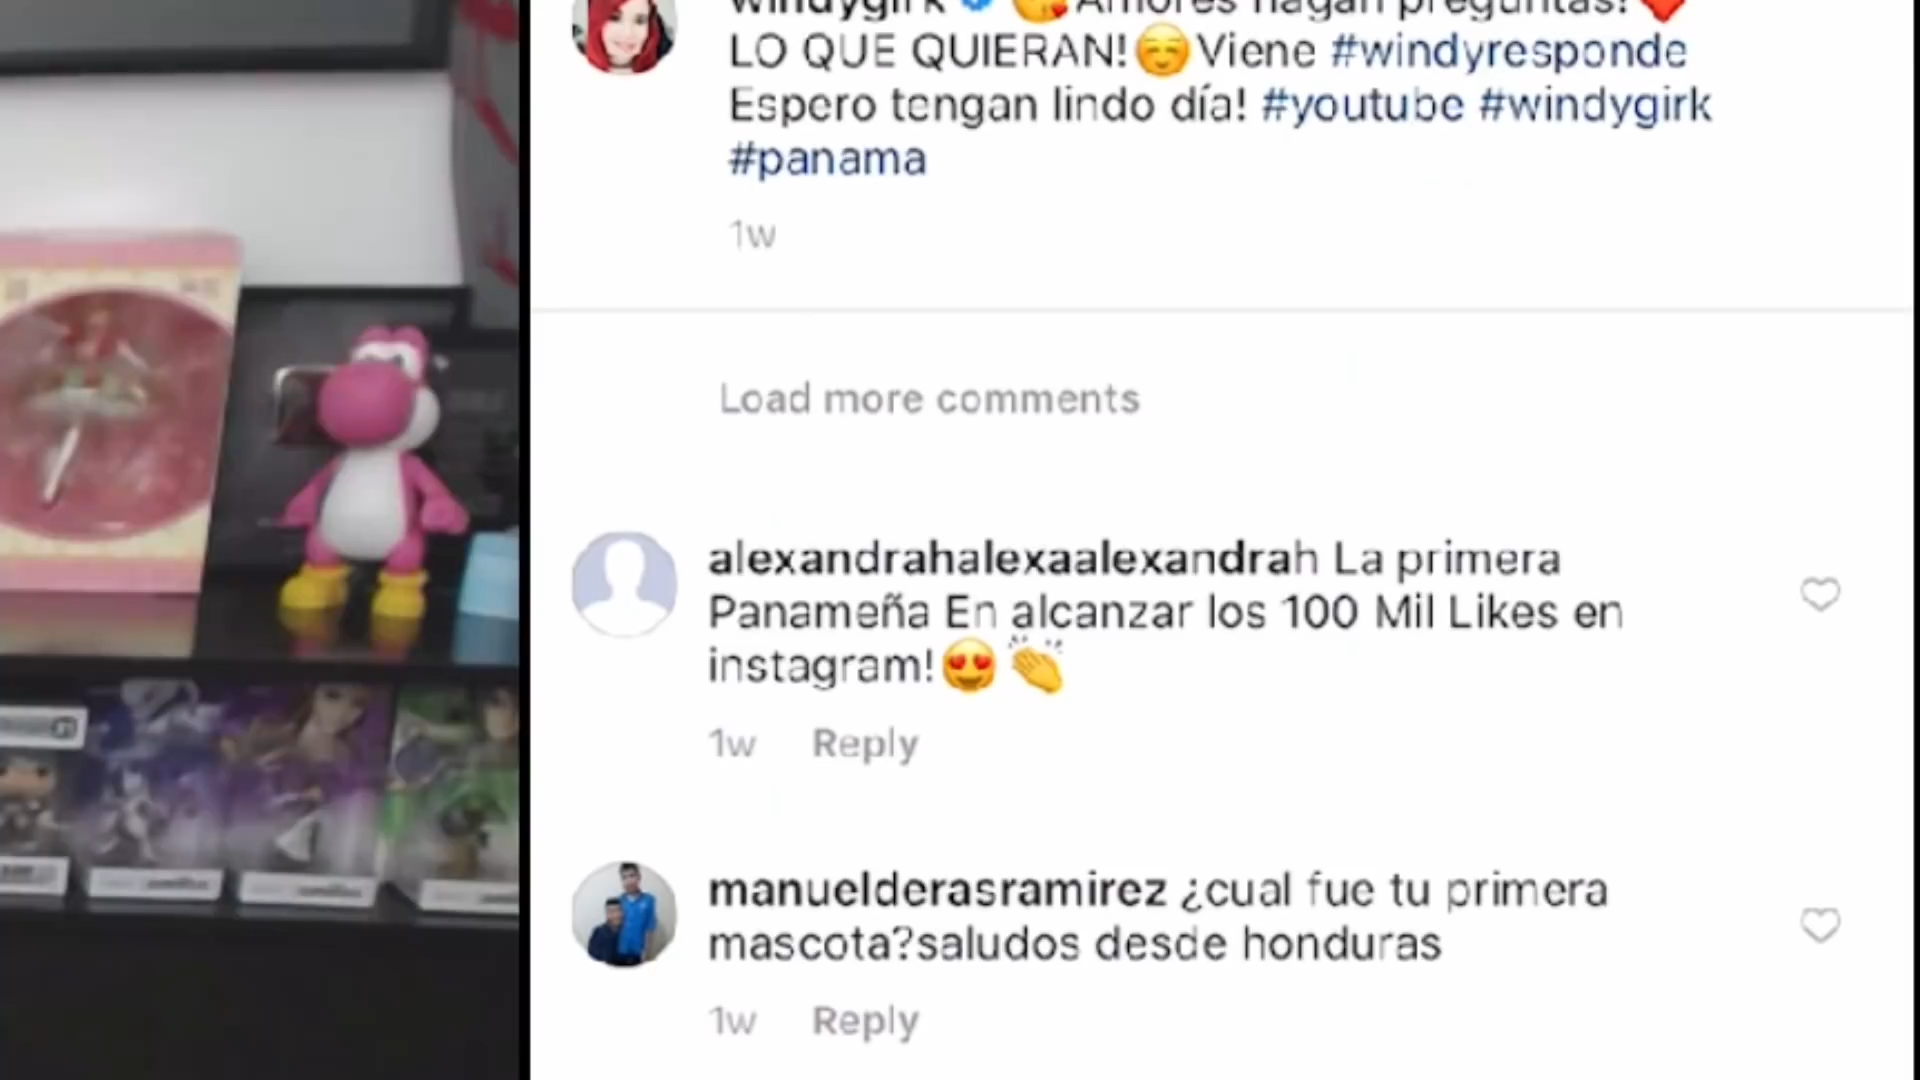 windygirk Amores hagan preguntas!
LO QUE QUIERAN! Viene #windyresponde
Espero tengan lindo día! #youtube #windygirk
#panama
1w
Load more comments
alexandrahalexaalexandrah La primera
Panameña En alcanzar los 100 Mil Likes en
instagram!
1w Reply
manuelderasramirez ¿cual fue tu primera
mascota?saludos desde honduras
1w Reply